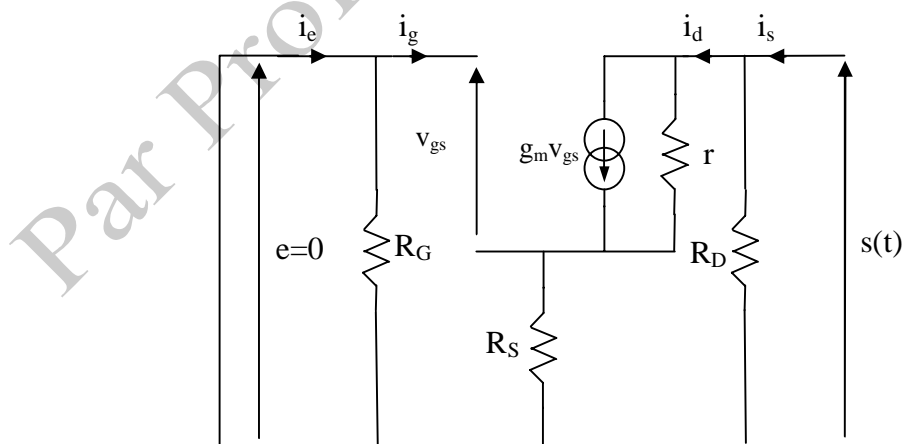 Par Pro
i_e i_g i_d i_s
v_gs g_m v_gs r
e=0 R_G R_D s(t)
R_S